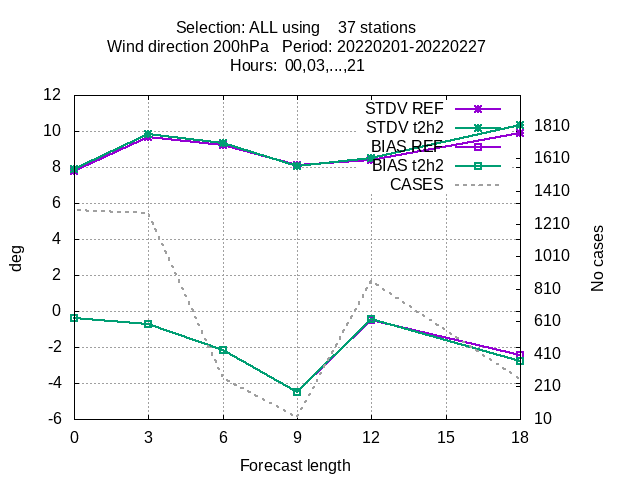 Selection: ALL using 37 stations
Wind direction 200hPa Period: 20220201-20220227
Hours: 00,03,...,21
STDV REF
STDV t2h2
BIAS REF
BIAS t2h2
CASES
12
10
8
6
4
2
0
-2
-4
-6
deg
1810
1610
1410
1210
1010
810
610
410
210
10
No cases
0 3 6 9 12 15 18
Forecast length